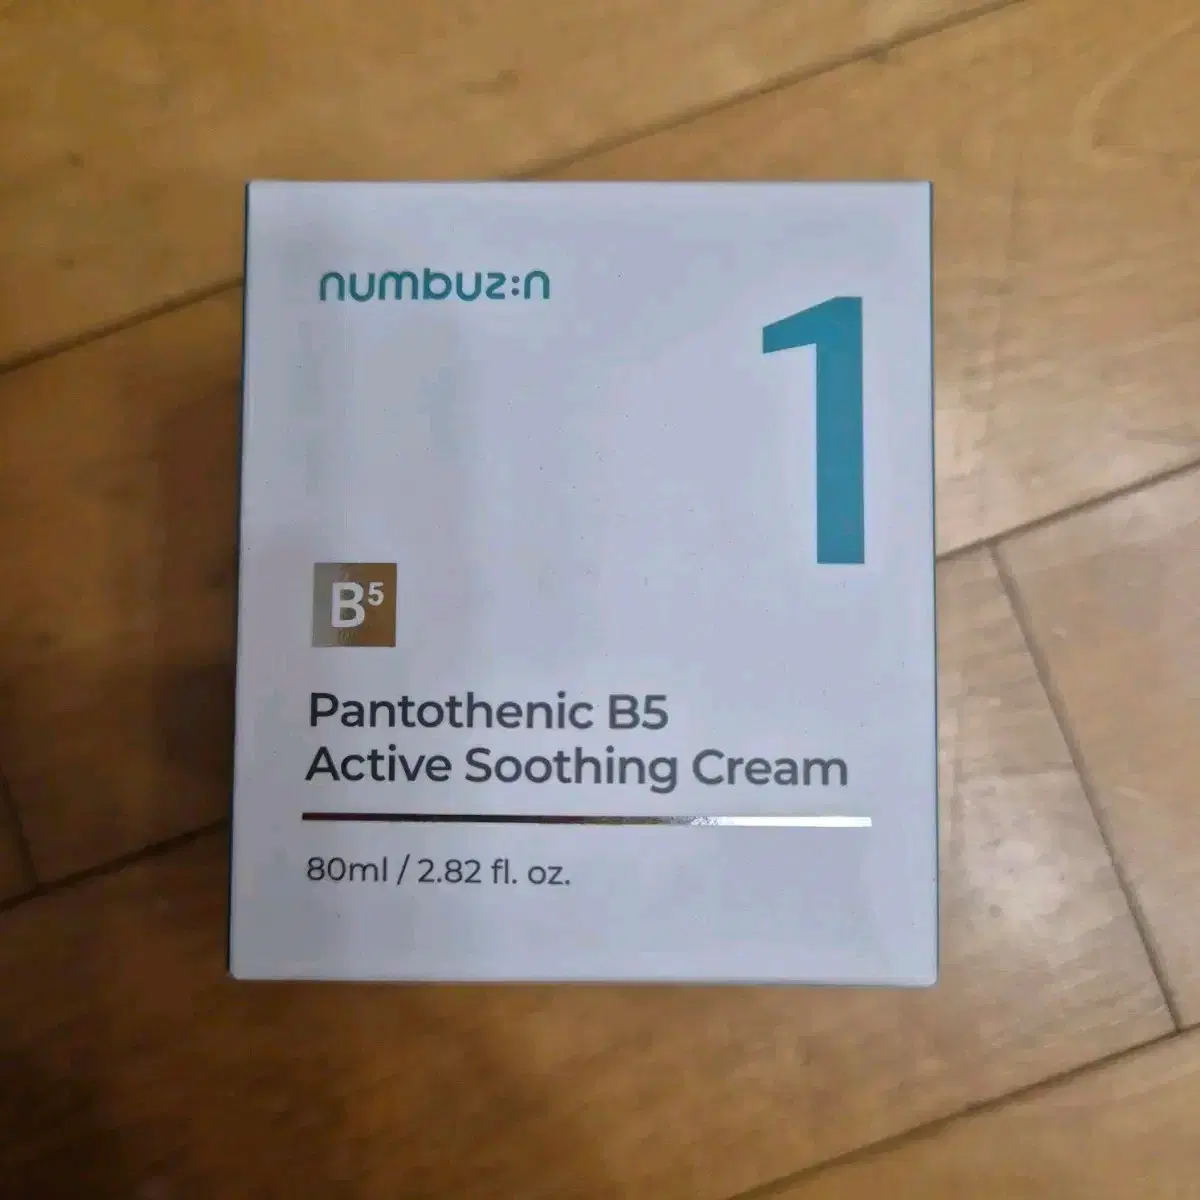 numbuz:n
1
B⁵
Pantothenic B5
Active Soothing Cream
80ml / 2.82 fl. oz.